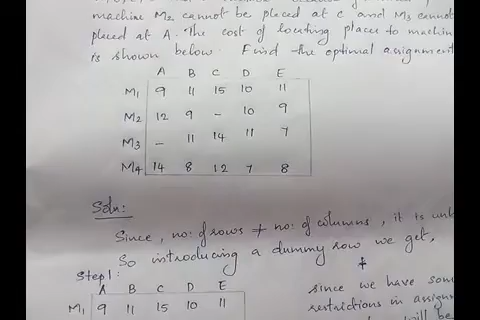 machine M2 cannot be placed at C and M3 cannot
placed at A. The cost of locating places to machin
is shown below. Find the optimal assignment
A B C D E
M1 9 11 15 10 11
M2 12 9 - 10 9
M3 - 11 14 11 7
M4 14 8 12 7 8
Soln:
Since, no: of rows ≠ no: of columns, it is unb
So introducing a dummy row we get,
Step1:
A B C D E
since we have som
restrictions in assign
M1 9 11 15 10 11
will be